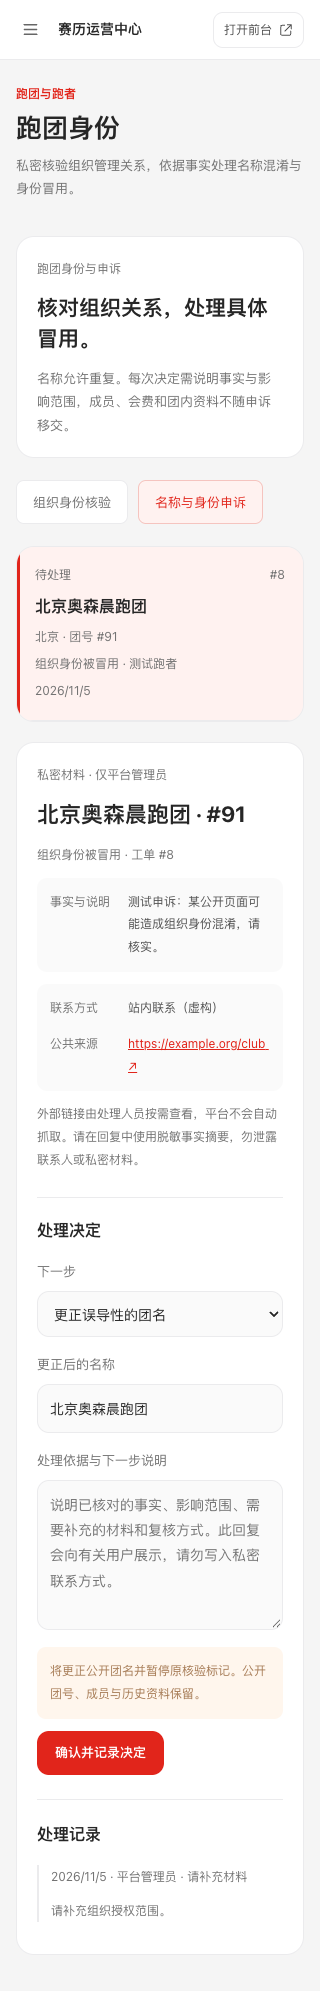 赛历运营中心
打开前台
跑团与跑者
跑团身份
私密核验组织管理关系，依据事实处理名称混淆与
身份冒用。
跑团身份与申诉
核对组织关系，处理具体
冒用。
名称允许重复。每次决定需说明事实与影
响范围，成员、会费和团内资料不随申诉
移交。
组织身份核验
名称与身份申诉
待处理
#8
北京奥森晨跑团
北京 · 团号 #91
组织身份被冒用 · 测试跑者
2026/11/5
私密材料 · 仅平台管理员
北京奥森晨跑团 · #91
组织身份被冒用 · 工单 #8
事实与说明
测试申诉：某公开页面可
能造成组织身份混淆，请
核实。
联系方式
站内联系（虚构）
公共来源
https://example.org/club
↗
外部链接由处理人员按需查看，平台不会自动
抓取。请在回复中使用脱敏事实摘要，勿泄露
联系人或私密材料。
处理决定
下一步
更正误导性的团名
更正后的名称
北京奥森晨跑团
处理依据与下一步说明
说明已核对的事实、影响范围、需
要补充的材料和复核方式。此回复
会向有关用户展示，请勿写入私密
联系方式。
将更正公开团名并暂停原核验标记。公开
团号、成员与历史资料保留。
确认并记录决定
处理记录
2026/11/5 · 平台管理员 · 请补充材料
请补充组织授权范围。